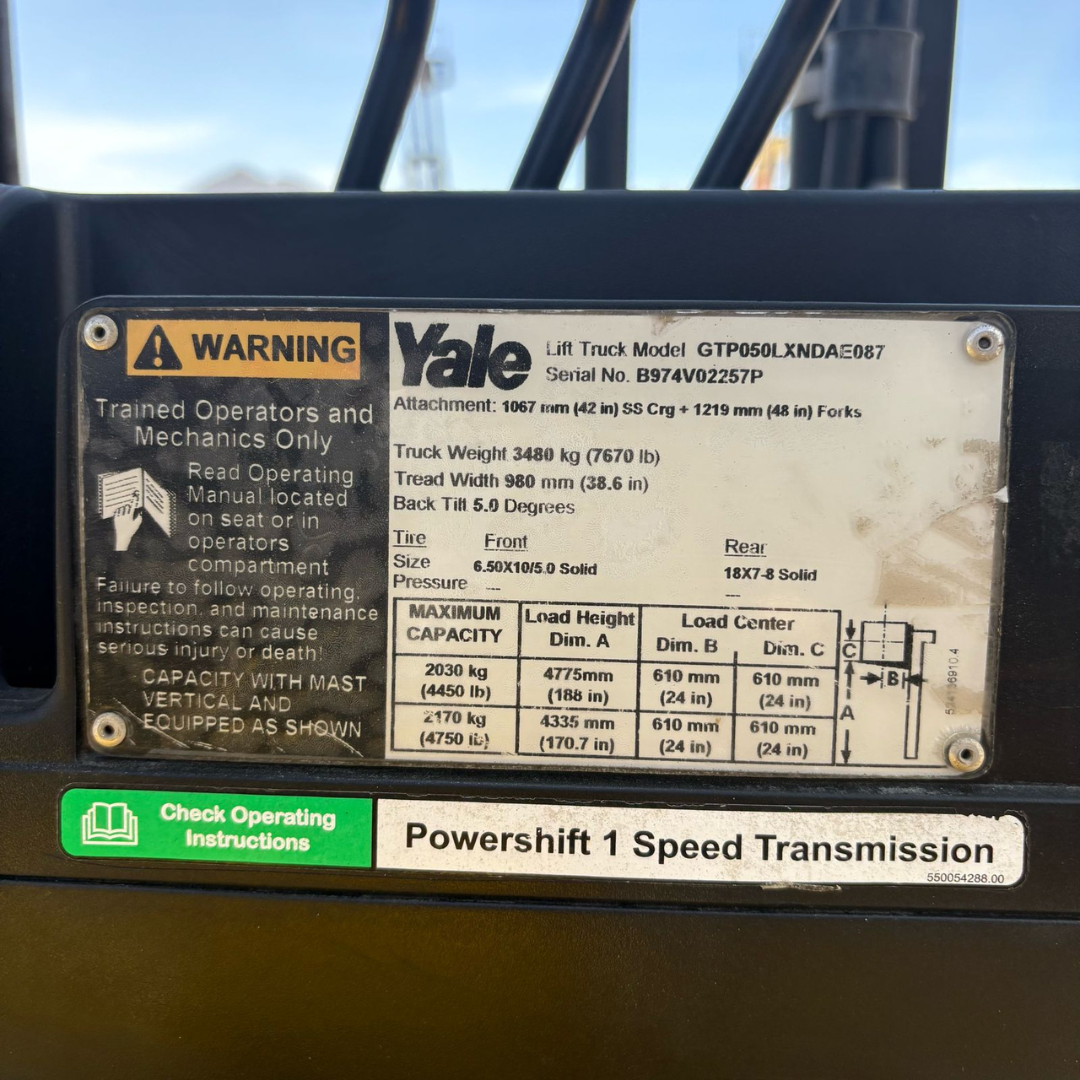 WARNING
Trained Operators and
Mechanics Only
Read Operating
Manual located
on seat or in
operators
compartment
Failure to follow operating,
inspection, and maintenance
instructions can cause
serious injury or death!
CAPACITY WITH MAST
VERTICAL AND
EQUIPPED AS SHOWN
Yale
Lift Truck Model GTP050LXNDAE087
Serial No. B974V02257P
Attachment: 1067 mm (42 in) SS Crg + 1219 mm (48 in) Forks
Truck Weight 3480 kg (7670 lb)
Tread Width 980 mm (38.6 in)
Back Tilt 5.0 Degrees
Tire Front Rear
Size 6.50X10/5.0 Solid 18X7-8 Solid
Pressure -- --
MAXIMUM CAPACITY Load Height Dim. A Load Center Dim. B Dim. C
2030 kg 4775mm 610 mm 610 mm
(4450 lb) (188 in) (24 in) (24 in)
2170 kg 4335 mm 610 mm 610 mm
(4750 lb) (170.7 in) (24 in) (24 in)
C
B
A
Check Operating
Instructions
Powershift 1 Speed Transmission
550054288.00